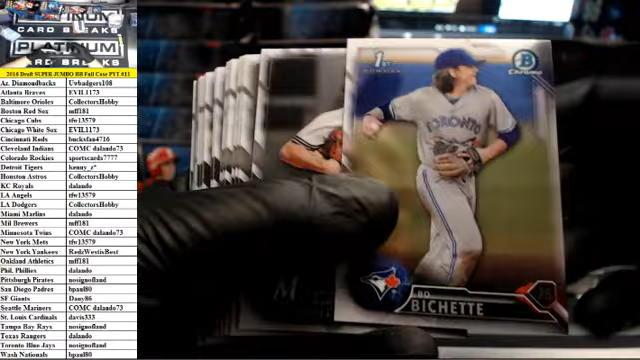 PLATINUM
CARD BREAKS
PLATINUM
CARD BREAKS
2016 Draft SUPER JUMBO BB Full Case PYT #11
Az. Diamondbacks Uwbadgers108
Atlanta Braves EVIL1173
Baltimore Orioles CollectorsHobby
Boston Red Sox mff181
Chicago Cubs tfw13579
Chicago White Sox EVIL1173
Cincinnati Reds bucksfan4716
Cleveland Indians COMC dalando73
Colorado Rockies sportscards7777
Detroit Tigers kenny_r*
Houston Astros CollectorsHobby
KC Royals dalando
LA Angels tfw13579
LA Dodgers CollectorsHobby
Miami Marlins dalando
Mil Brewers mff181
Minnesota Twins COMC dalando73
New York Mets tfw13579
New York Yankees RedzWestisBest
Oakland Athletics mff181
Phil. Phillies dalando
Pittsburgh Pirates nosignofland
San Diego Padres bpaul80
SF Giants Dany86
Seattle Mariners COMC dalando73
St. Louis Cardinals davis333
Tampa Bay Rays nosignofland
Texas Rangers dalando
Toronto Blue Jays nosignofland
Wash Nationals bpaul80
1ST
BOWMAN
B
Chrome
TORONTO
BO
BICHETTE